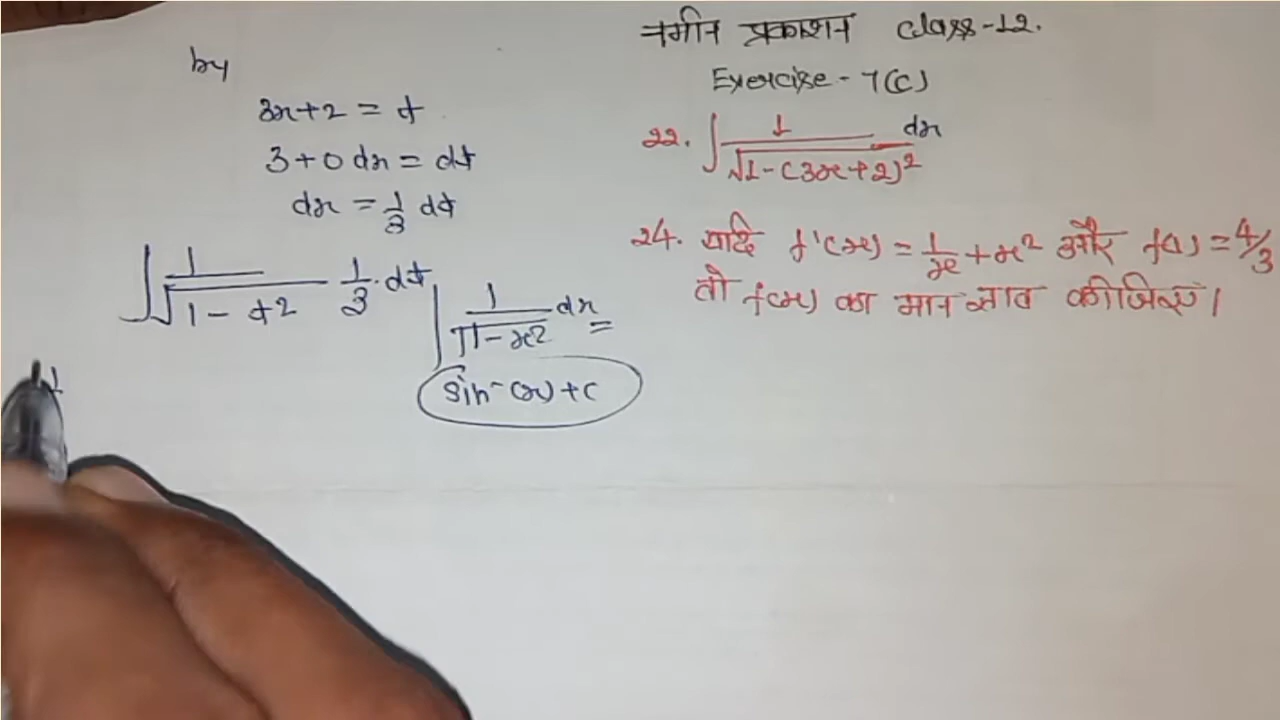 नमीन प्रकाशन Class-12.
Exercise - 7(C)
22. ∫ 1/√1-(3x+2)² dx
24. यदि f'(x) = 1/x + x² और f(1) = 4/3
तो f(x) का मान ज्ञात कीजिए।
by
3x+2 = t
3+0 dx = dt
dx = 1/3 dt
∫ 1/√1-t² 1/3 · dt
∫ 1/√1-x² dx =
sin⁻(x)+c
1